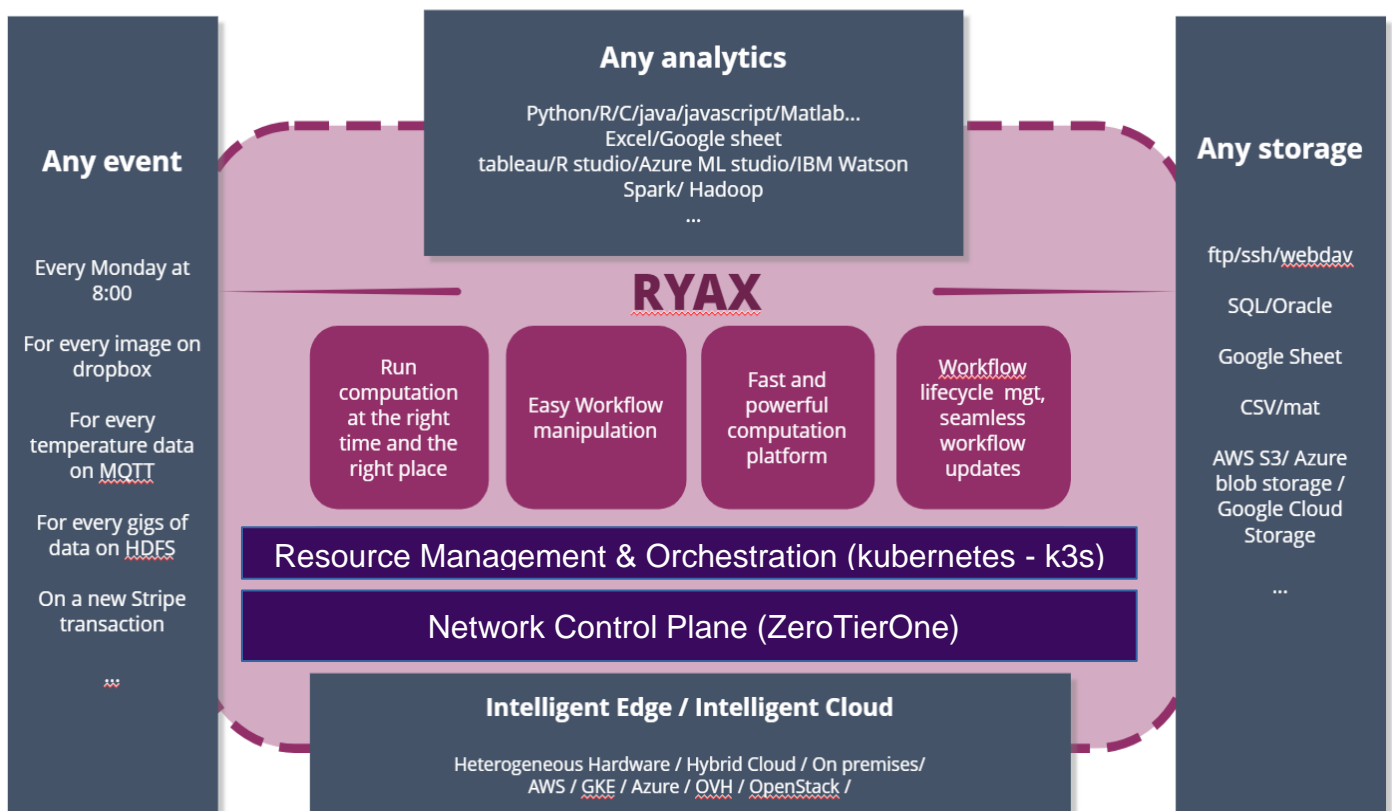 Any event
Every Monday at
8:00
For every image on
dropbox
For every
temperature data
on MQTT
For every gigs of
data on HDFS
On a new Stripe
transaction
...
Any analytics
Python/R/C/java/javascript/Matlab...
Excel/Google sheet
tableau/R studio/Azure ML studio/IBM Watson
Spark/ Hadoop
...
RYAX
Run
computation
at the right
time and the
right place
Easy Workflow
manipulation
Fast and
powerful
computation
platform
Workflow
lifecycle mgt,
seamless
workflow
updates
Resource Management & Orchestration (kubernetes - k3s)
Network Control Plane (ZeroTierOne)
Intelligent Edge / Intelligent Cloud
Heterogeneous Hardware / Hybrid Cloud / On premises/
AWS / GKE / Azure / OVH / OpenStack /
Any storage
ftp/ssh/webdav
SQL/Oracle
Google Sheet
CSV/mat
AWS S3/ Azure
blob storage /
Google Cloud
Storage
...